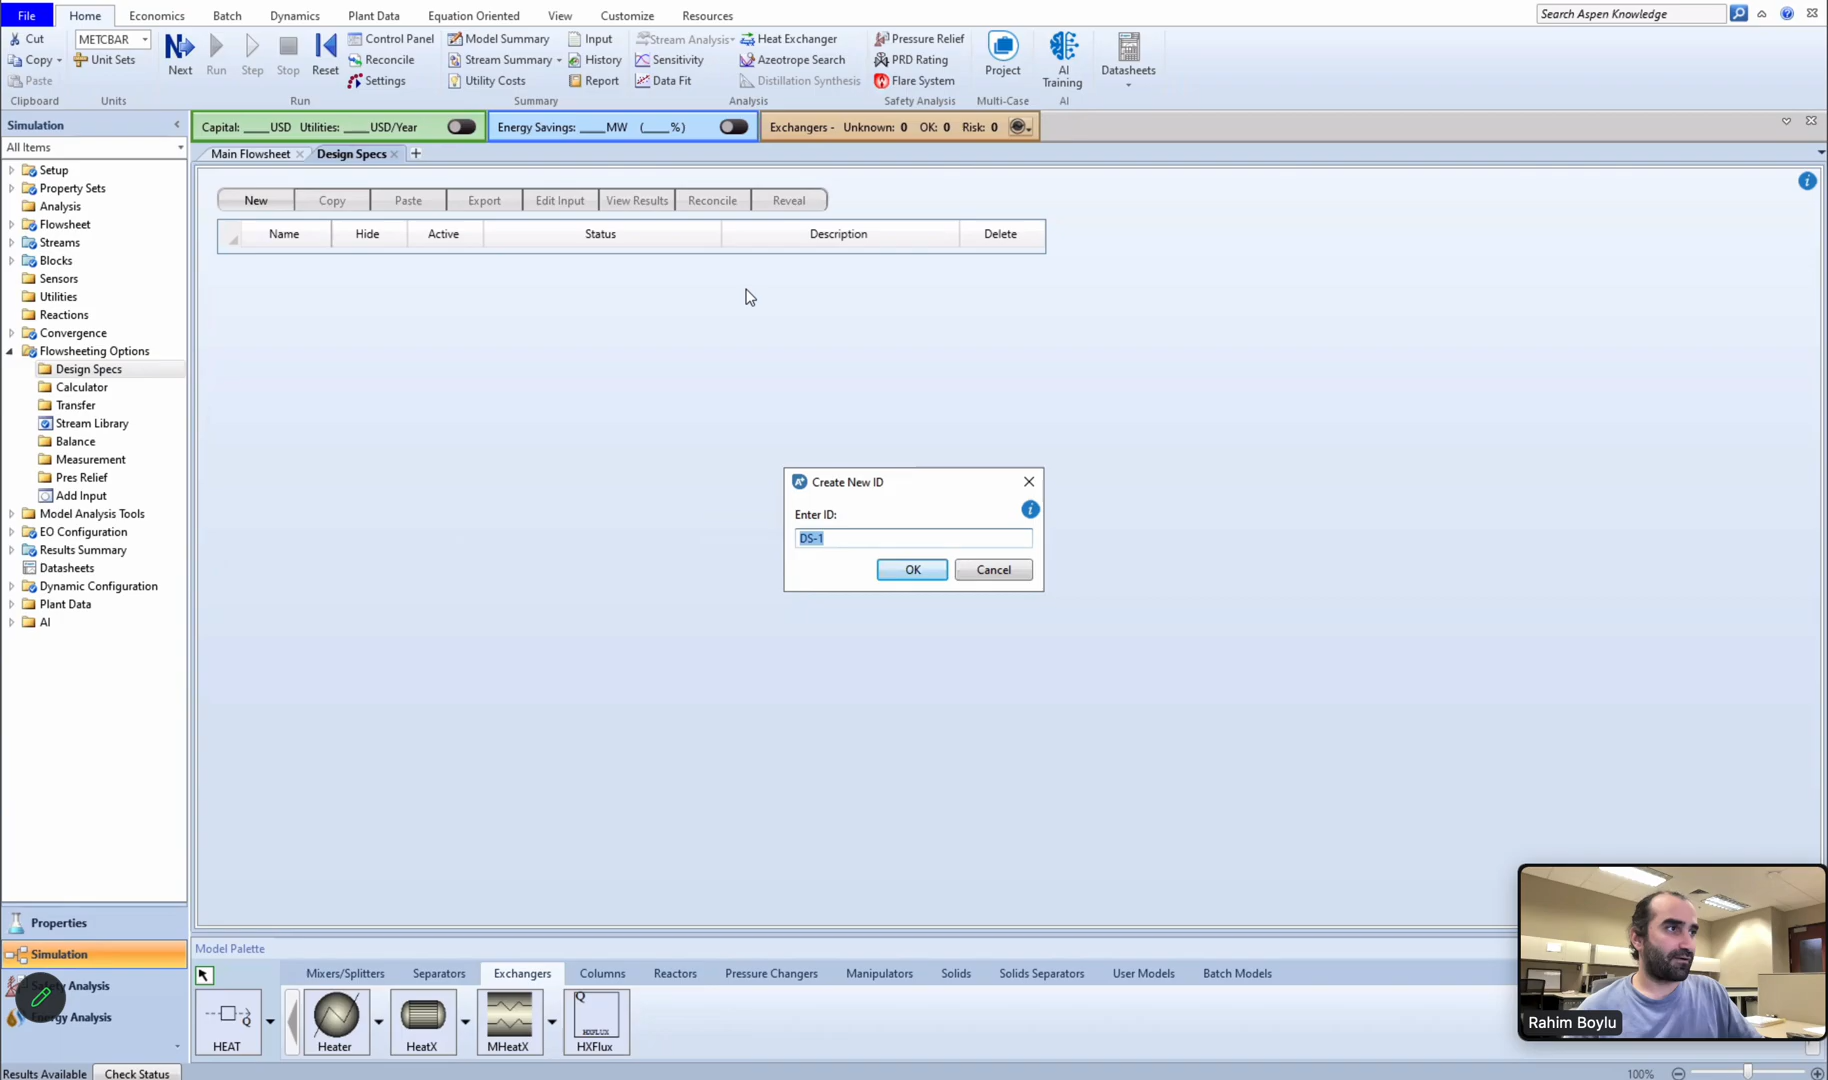 File Home Economics Batch Dynamics Plant Data Equation Oriented View Customize Resources Search Aspen Knowledge
Cut METCBAR Control Panel Model Summary Input Stream Analysis Heat Exchanger Pressure Relief
Copy Unit Sets Next Run Step Stop Reset Reconcile Stream Summary History Sensitivity Azeotrope Search PRD Rating Project AI Training Datasheets
Paste Settings Utility Costs Report Data Fit Distillation Synthesis Flare System
Clipboard Units Run Summary Analysis Safety Analysis Multi-Case AI
Simulation Capital: ____USD Utilities: ____USD/Year Energy Savings: ____MW (____%) Exchangers - Unknown: 0 OK: 0 Risk: 0
All Items Main Flowsheet Design Specs
Setup
Property Sets
Analysis
Flowsheet
Streams
Blocks
Sensors
Utilities
Reactions
Convergence
Flowsheeting Options
Design Specs
Calculator
Transfer
Stream Library
Balance
Measurement
Pres Relief
Add Input
Model Analysis Tools
EO Configuration
Results Summary
Datasheets
Dynamic Configuration
Plant Data
AI
New Copy Paste Export Edit Input View Results Reconcile Reveal
Name Hide Active Status Description Delete
Create New ID
Enter ID:
DS-1
OK Cancel
Properties
Simulation
Analysis
Energy Analysis
Model Palette
Mixers/Splitters Separators Exchangers Columns Reactors Pressure Changers Manipulators Solids Solids Separators User Models Batch Models
Q Q HXFLUX
HEAT Heater HeatX MHeatX HXFlux
Rahim Boylu
Results Available Check Status 100%